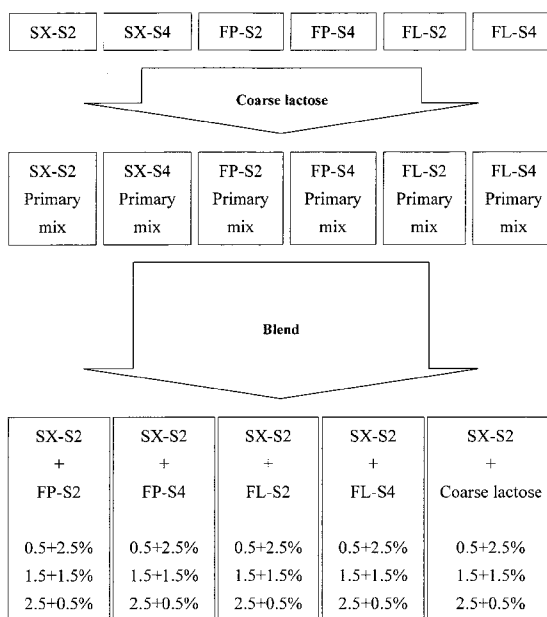 SX-S2 SX-S4 FP-S2 FP-S4 FL-S2 FL-S4
Coarse lactose
SX-S2 SX-S4 FP-S2 FP-S4 FL-S2 FL-S4
Primary Primary Primary Primary Primary Primary
mix mix mix mix mix mix
Blend
SX-S2 SX-S2 SX-S2 SX-S2 SX-S2
+ + + + +
FP-S2 FP-S4 FL-S2 FL-S4 Coarse lactose
0.5+2.5% 0.5+2.5% 0.5+2.5% 0.5+2.5% 0.5+2.5%
1.5+1.5% 1.5+1.5% 1.5+1.5% 1.5+1.5% 1.5+1.5%
2.5+0.5% 2.5+0.5% 2.5+0.5% 2.5+0.5% 2.5+0.5%